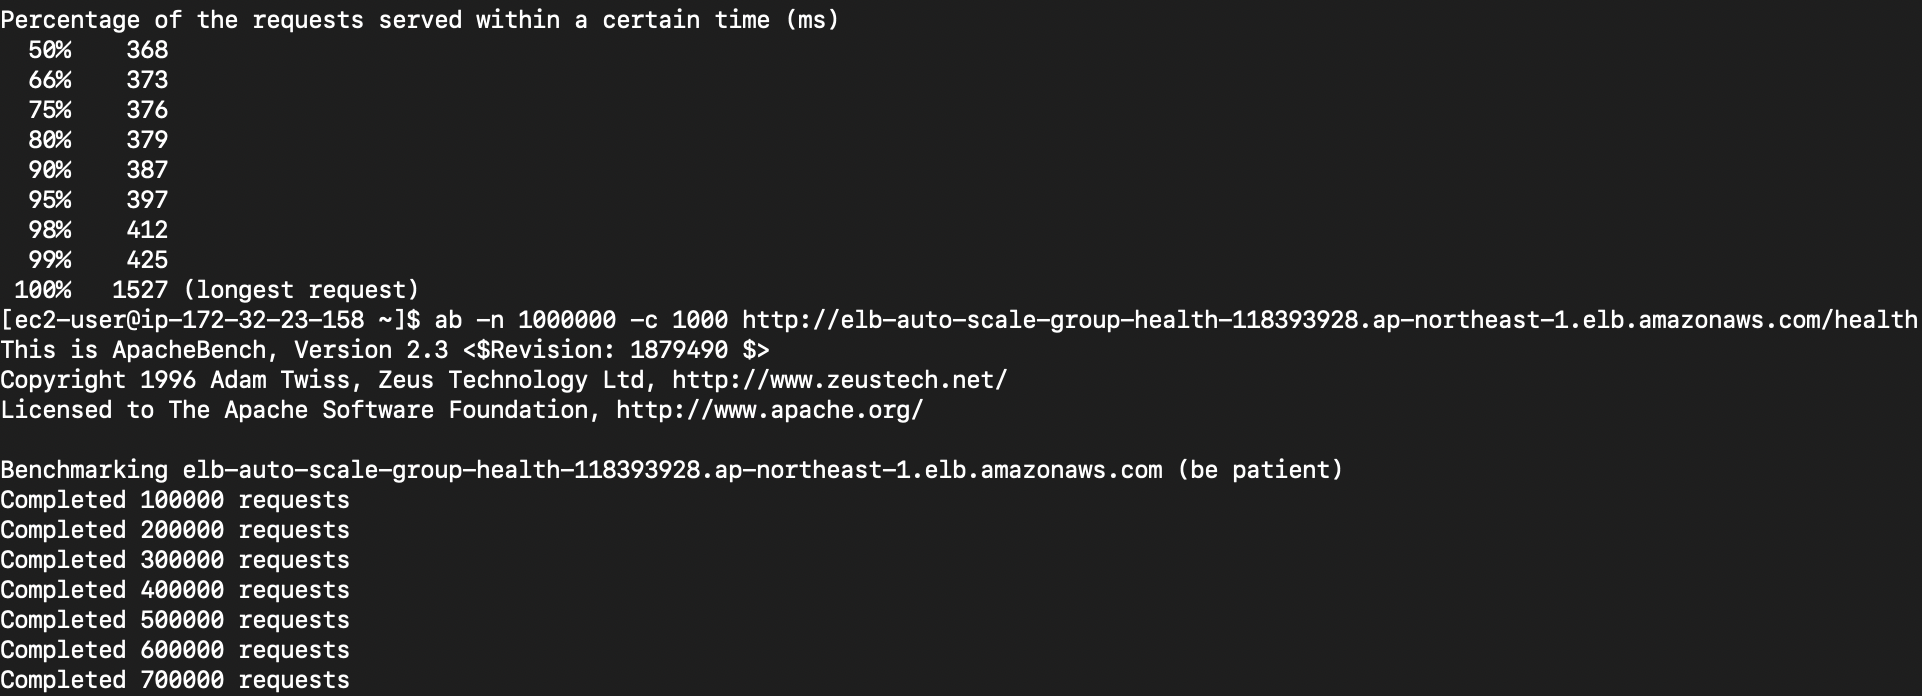 Percentage of the requests served within a certain time (ms)
  50%    368
  66%    373
  75%    376
  80%    379
  90%    387
  95%    397
  98%    412
  99%    425
 100%   1527 (longest request)
[ec2-user@ip-172-32-23-158 ~]$ ab -n 1000000 -c 1000 http://elb-auto-scale-group-health-118393928.ap-northeast-1.elb.amazonaws.com/health
This is ApacheBench, Version 2.3 <$Revision: 1879490 $>
Copyright 1996 Adam Twiss, Zeus Technology Ltd, http://www.zeustech.net/
Licensed to The Apache Software Foundation, http://www.apache.org/

Benchmarking elb-auto-scale-group-health-118393928.ap-northeast-1.elb.amazonaws.com (be patient)
Completed 100000 requests
Completed 200000 requests
Completed 300000 requests
Completed 400000 requests
Completed 500000 requests
Completed 600000 requests
Completed 700000 requests